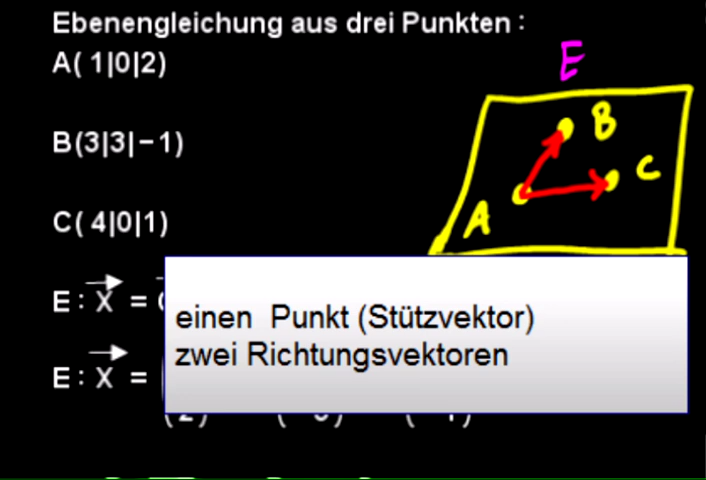 Ebenengleichung aus drei Punkten :
A( 1|0|2)
E
B(3|3|−1)
B
C
C( 4|0|1)
A
E : X =
einen Punkt (Stützvektor)
zwei Richtungsvektoren
E : X =